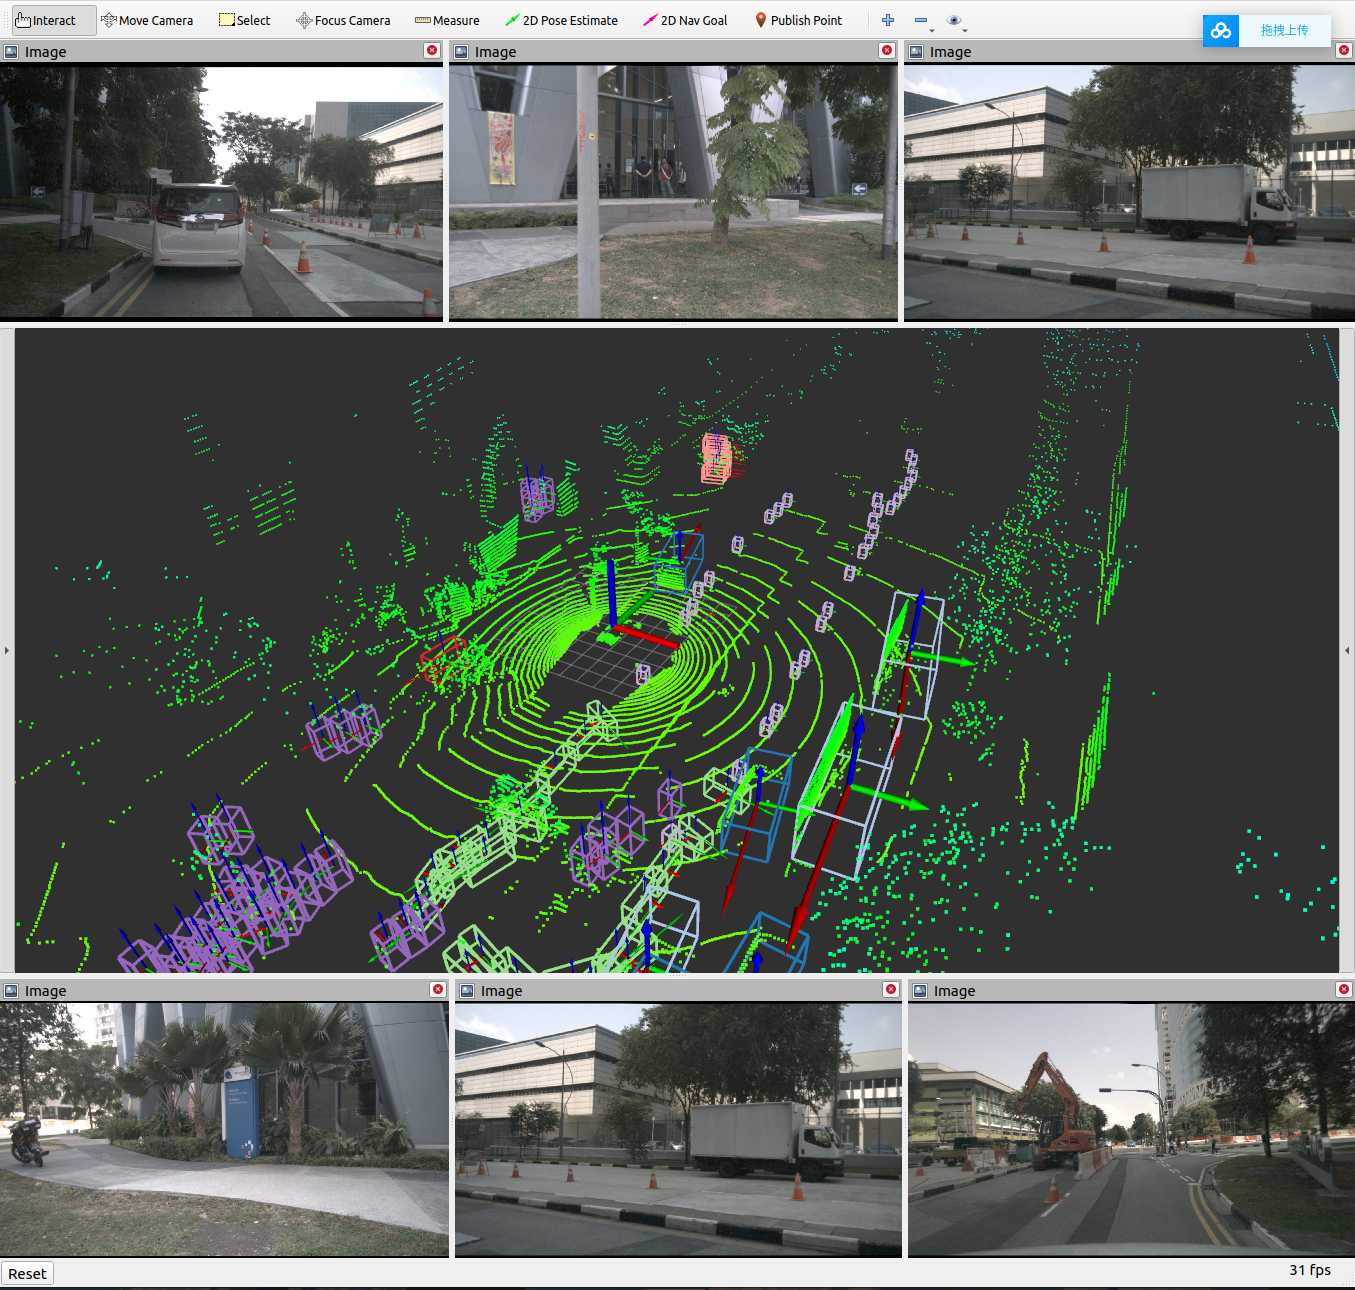 Interact Move Camera Select Focus Camera Measure 2D Pose Estimate 2D Nav Goal Publish Point
拖拽上传
Image Image Image
Image Image Image
Reset
31 fps